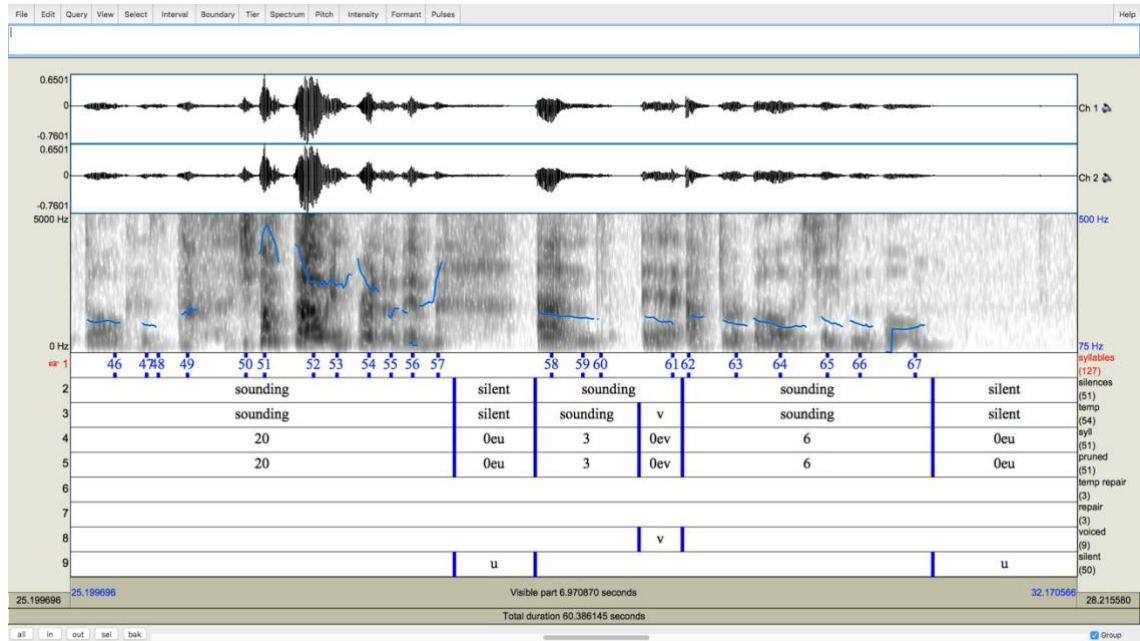 File Edit Query View Select Interval Boundary Tier Spectrum Pitch Intensity Formant Pulses Help
0.6501
0
-0.7601
Ch 1
0.6501
0
-0.7601
Ch 2
5000 Hz 500 Hz
0 Hz 75 Hz
1 46 47 48 49 50 51 52 53 54 55 56 57 58 59 60 61 62 63 64 65 66 67 syllables (127)
2 sounding silent sounding sounding silent silences (51)
3 sounding silent sounding v sounding silent temp (54)
4 20 0eu 3 0ev 6 0eu syll (51)
5 20 0eu 3 0ev 6 0eu pruned (51)
6 temp repair (3)
7 repair (3)
8 v voiced (9)
9 u u silent (50)
25.199696 Visible part 6.970870 seconds 32.170566
25.199696 28.215580
Total duration 60.386145 seconds
all in out sel bak Group